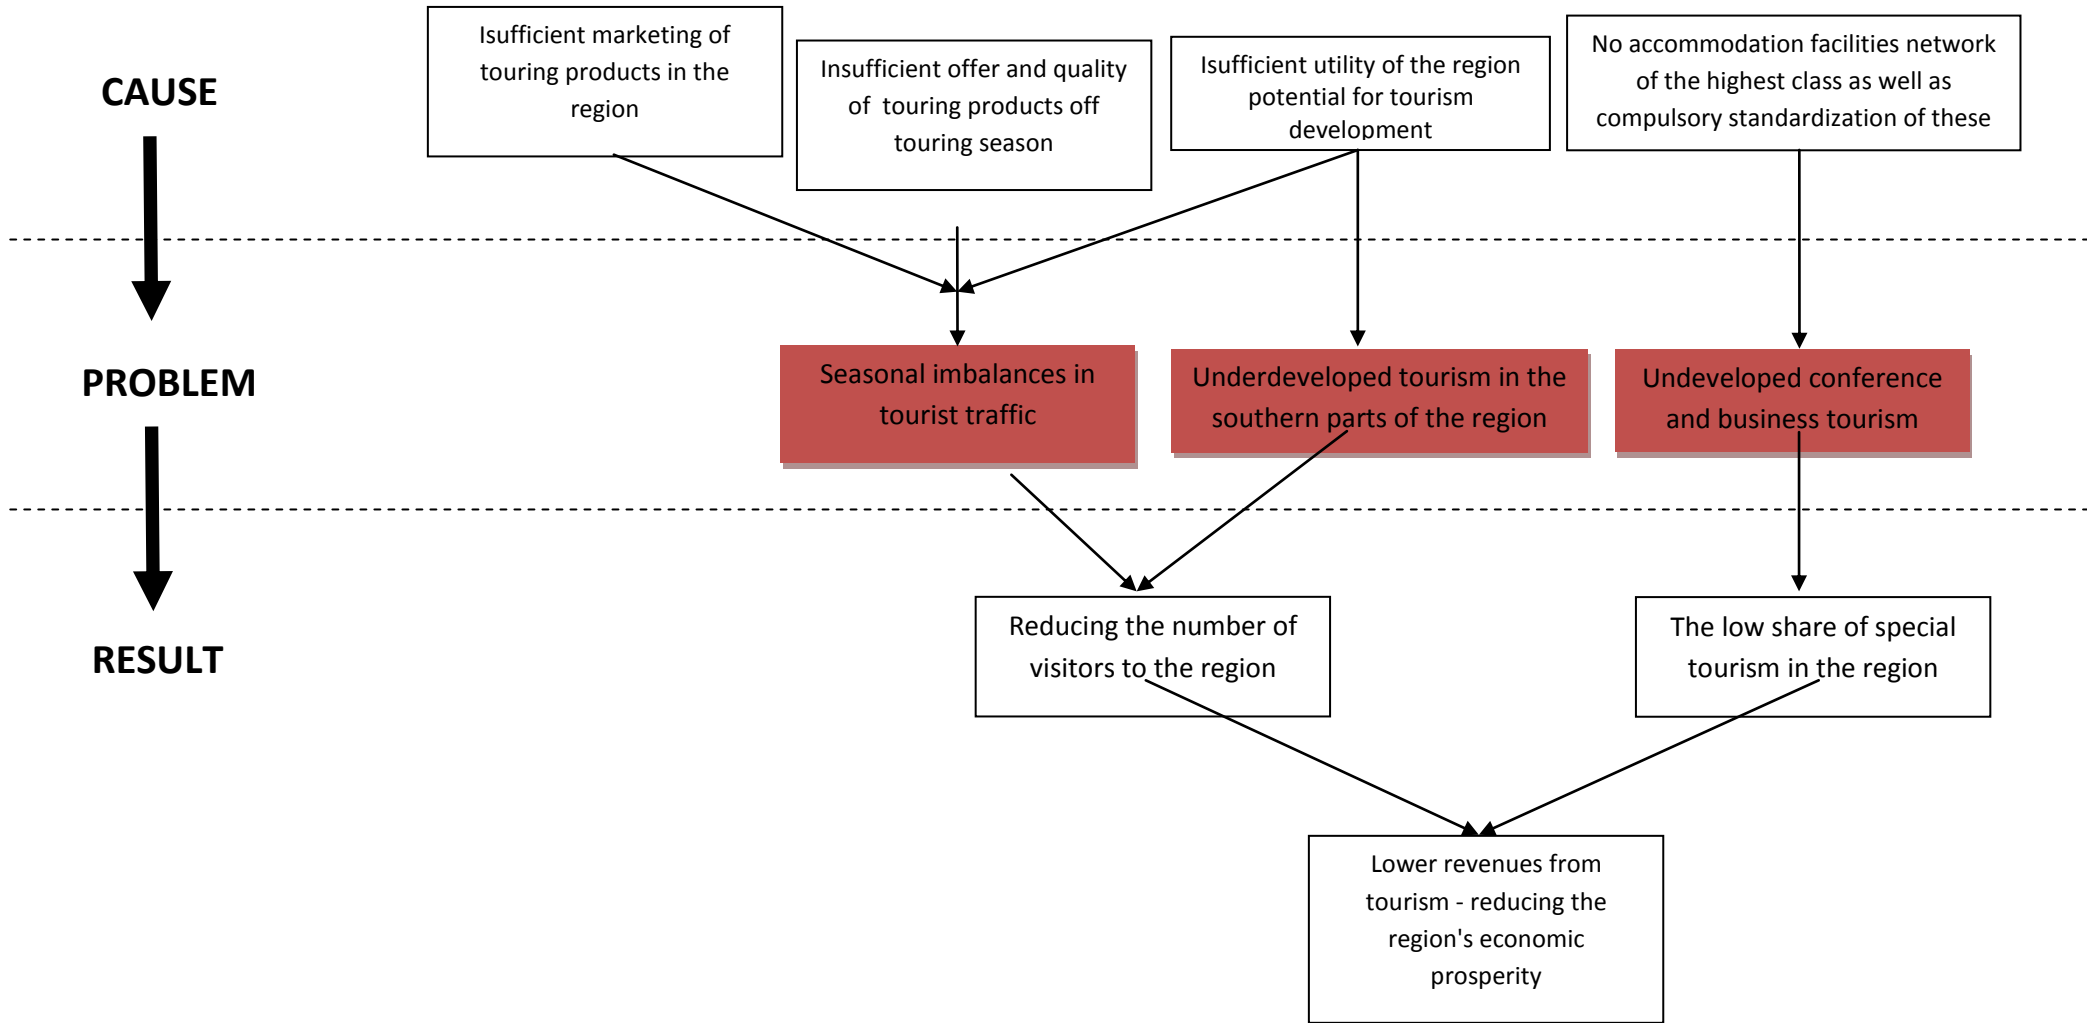 CAUSE
Isufficient marketing of
touring products in the
region
Insufficient offer and quality
of touring products off
touring season
Isufficient utility of the region
potential for tourism
development
No accommodation facilities network
of the highest class as well as
compulsory standardization of these
PROBLEM
Seasonal imbalances in
tourist traffic
Underdeveloped tourism in the
southern parts of the region
Undeveloped conference
and business tourism
RESULT
Reducing the number of
visitors to the region
The low share of special
tourism in the region
Lower revenues from
tourism - reducing the
region's economic
prosperity